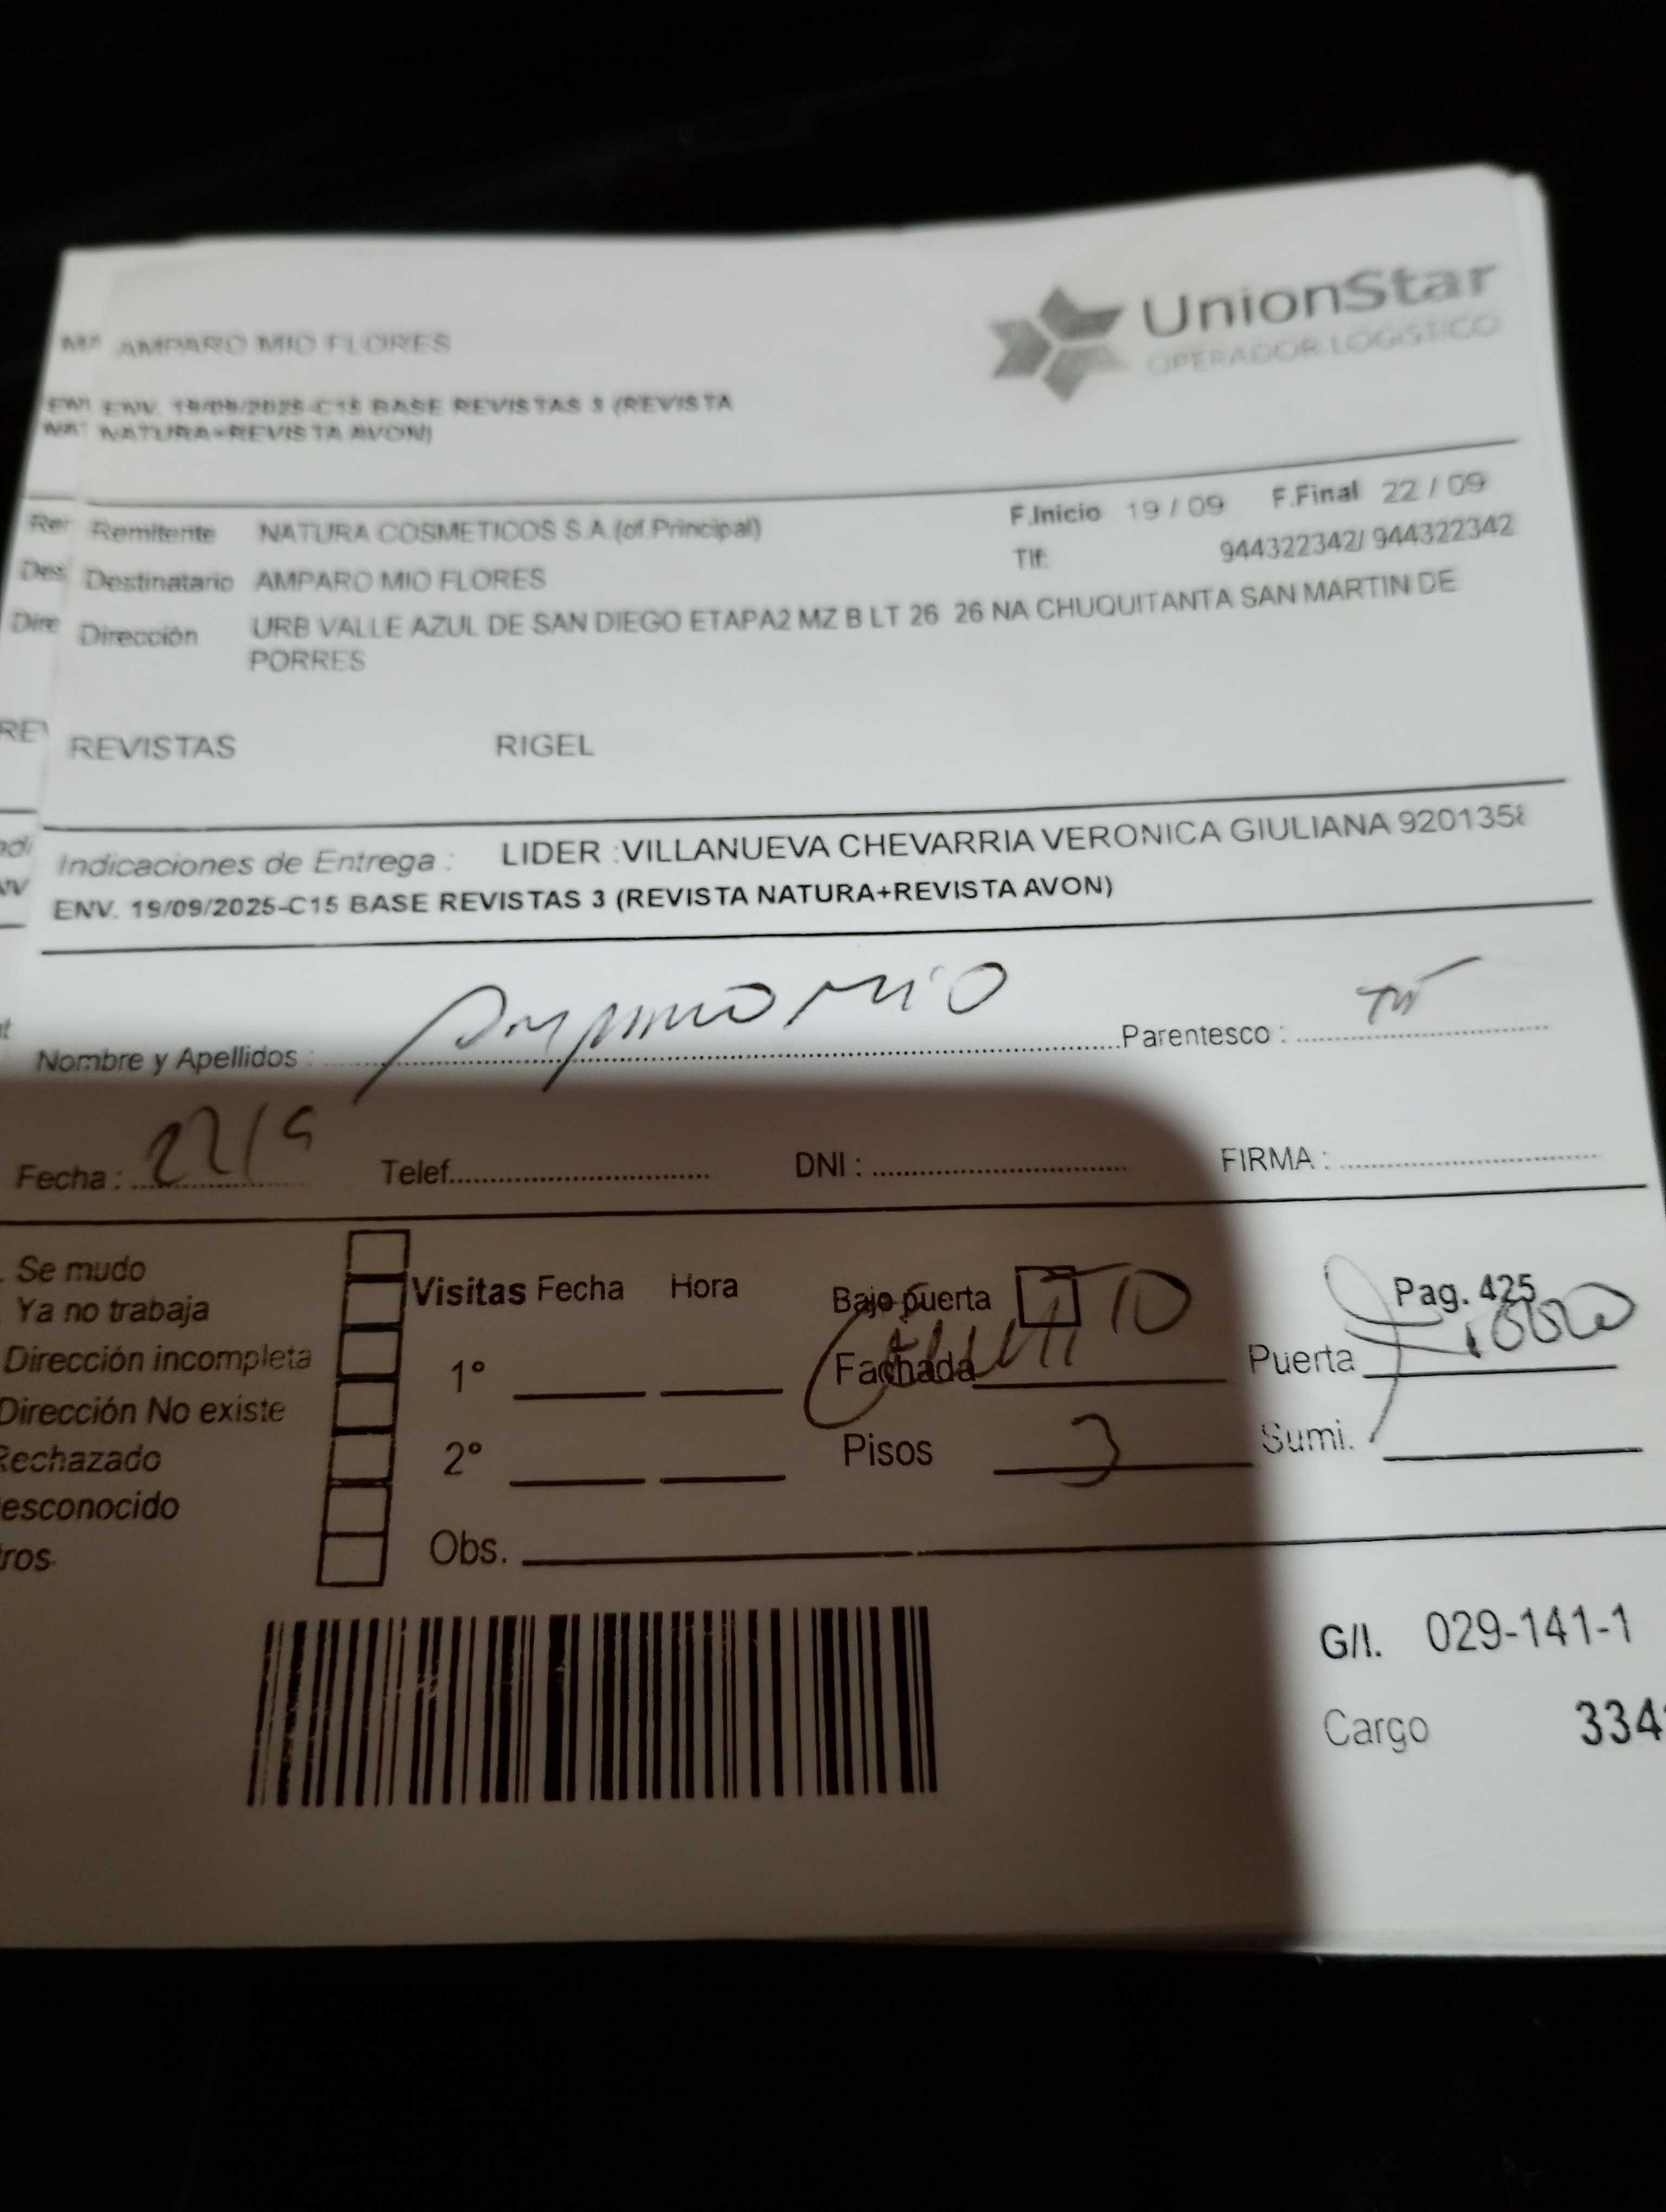 UnionStar
OPERADOR LOGISTICO
MA AMPARO MIO FLORES
ENV. 19/09/2025-C15 BASE REVISTAS 3 (REVISTA
NATURA+REVISTA AVON)
F.Inicio 19 / 09 F.Final 22 / 09
Remitente NATURA COSMETICOS S.A.(of.Principal)
Tlf: 944322342/ 944322342
Destinatario AMPARO MIO FLORES
Dirección URB VALLE AZUL DE SAN DIEGO ETAPA2 MZ B LT 26 26 NA CHUQUITANTA SAN MARTIN DE
PORRES
REVISTAS RIGEL
Indicaciones de Entrega : LIDER :VILLANUEVA CHEVARRIA VERONICA GIULIANA 920135
ENV. 19/09/2025-C15 BASE REVISTAS 3 (REVISTA NATURA+REVISTA AVON)
Nombre y Apellidos : Amparo Mio Parentesco :
Fecha : 22/9 Telef. DNI : FIRMA :
Se mudo
Ya no trabaja
Dirección incompleta
Dirección No existe
Rechazado
esconocido
ros.
Visitas Fecha Hora
1°
2°
Obs.
Bajo puerta
Fachada
Pisos 3
Pag. 425
Puerta
Sumi.
G/I. 029-141-1
Cargo 334